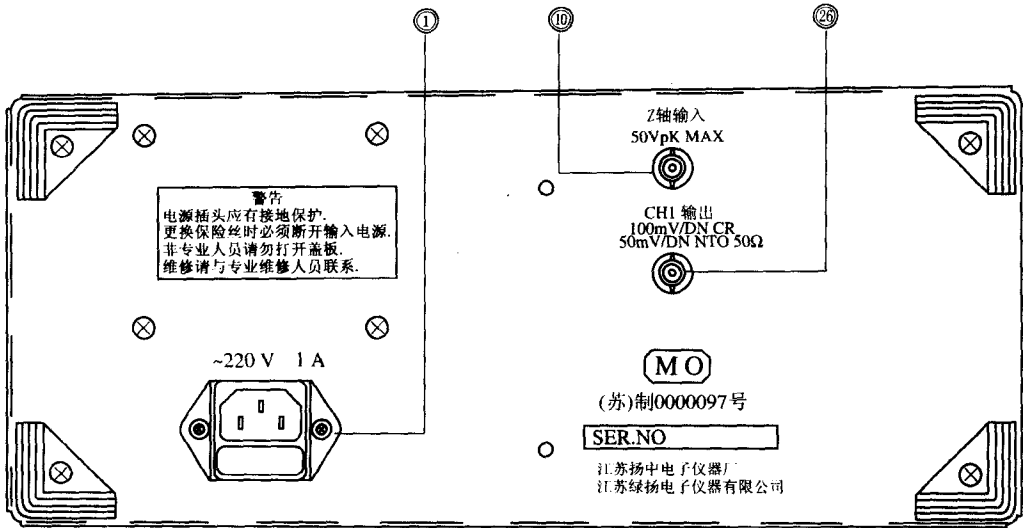 ① ⑩ ㉖
Z轴输入
50VpK MAX
警告
电源插头应有接地保护.
更换保险丝时必须断开输入电源.
非专业人员请勿打开盖板.
维修请与专业维修人员联系.
CH1 输出
100mV/DN CR
50mV/DN NTO 50Ω
~220 V 1 A
M O
(苏)制0000097号
SER.NO
江苏扬中电子仪器厂
江苏绿扬电子仪器有限公司